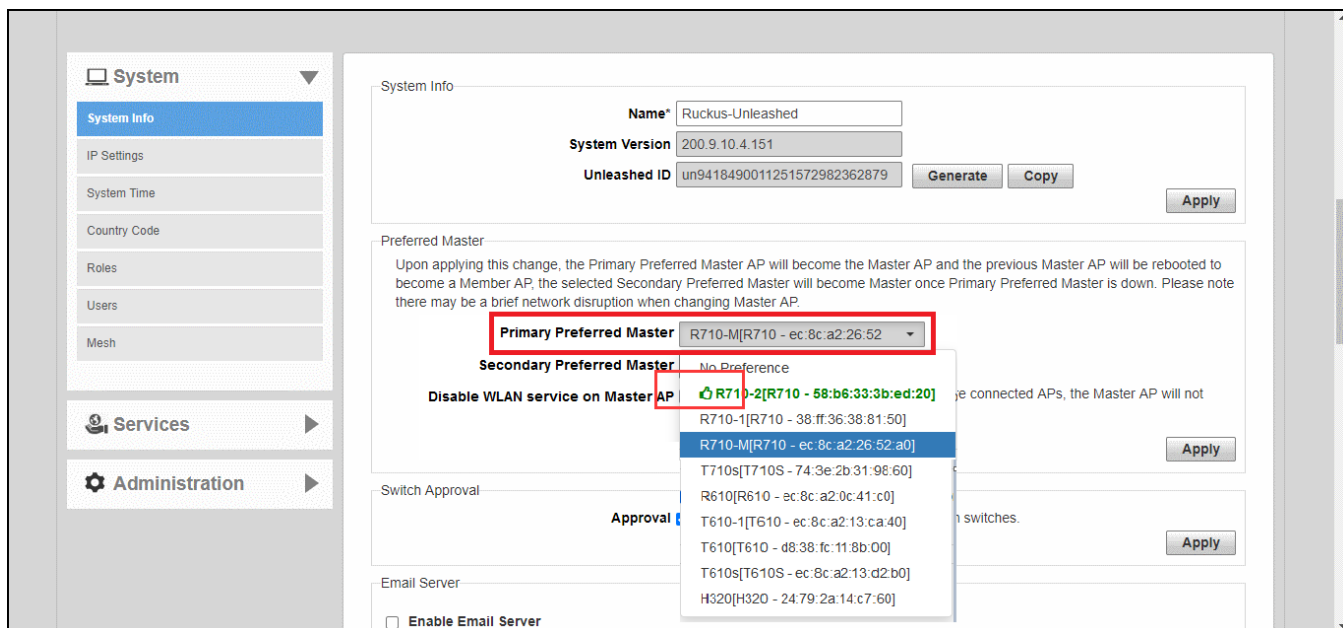 System
System Info
IP Settings
System Time
Country Code
Roles
Users
Mesh
Services
Administration
System Info
Name* Ruckus-Unleashed
System Version 200.9.10.4.151
Unleashed ID un9418490011251572982362879 Generate Copy
Apply
Preferred Master
Upon applying this change, the Primary Preferred Master AP will become the Master AP and the previous Master AP will be rebooted to
become a Member AP, the selected Secondary Preferred Master will become Master once Primary Preferred Master is down. Please note
there may be a brief network disruption when changing Master AP.
Primary Preferred Master R710-M[R710 - ec:8c:a2:26:52
Secondary Preferred Master
No Preference
Disable WLAN service on Master AP
R710-2[R710 - 58:b6:33:3b:ed:20]
connected APs, the Master AP will not
R710-1[R710 - 38:ff:36:38:81:50]
R710-M[R710 - ec:8c:a2:26:52:a0]
Apply
T710s[T710S - 74:3e:2b:31:98:60]
Switch Approval
R610[R610 - ec:8c:a2:0c:41:c0]
Approval
T610-1[T610 - ec:8c:a2:13:ca:40]
switches.
T610[T610 - d8:38:fc:11:8b:00]
Apply
T610s[T610S - ec:8c:a2:13:d2:b0]
Email Server
H320[H320 - 24:79:2a:14:c7:60]
Enable Email Server